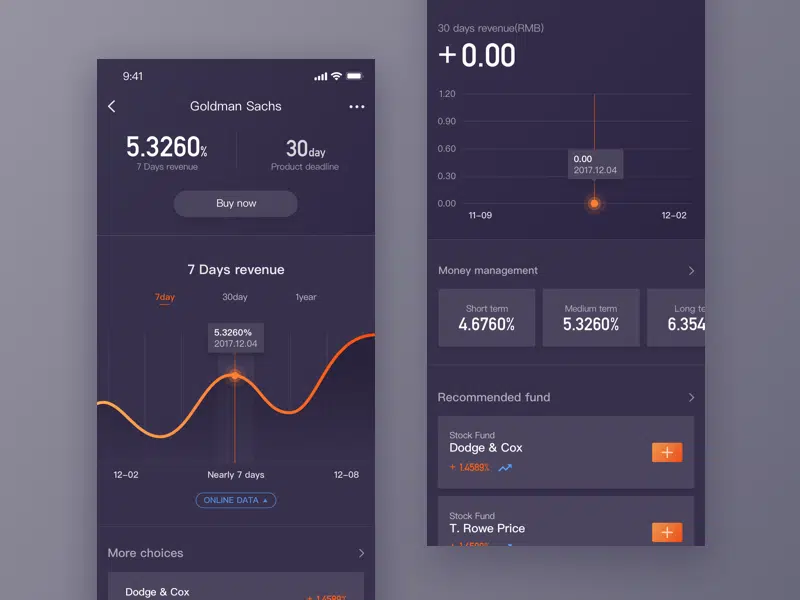 9:41
Goldman Sachs
5.3260%
7 Days revenue
30day
Product deadline
Buy now
7 Days revenue
7day 30day 1year
5.3260%
2017.12.04
12-02 Nearly 7 days 12-08
ONLINE DATA
More choices
Dodge & Cox
+ 1.4589%
30 days revenue(RMB)
+0.00
1.20
0.90
0.60
0.30
0.00
0.00
2017.12.04
11-09 12-02
Money management
Short term
4.6760%
Medium term
5.3260%
Long te
6.354
Recommended fund
Stock Fund
Dodge & Cox
+ 1.4589%
Stock Fund
T. Rowe Price